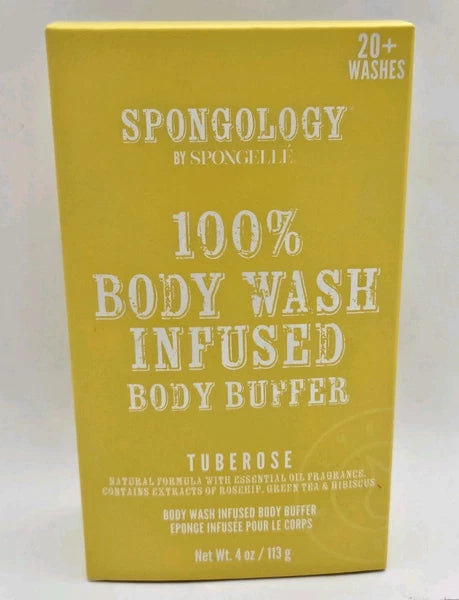 20+
WASHES
SPONGOLOGY
BY SPONGELLÉ
100%
BODY WASH
INFUSED
BODY BUFFER
TUBEROSE
NATURAL FORMULA WITH ESSENTIAL OIL FRAGRANCE.
CONTAINS EXTRACTS OF ROSEHIP, GREEN TEA & HIBISCUS
BODY WASH INFUSED BODY BUFFER
EPONGE INFUSÉE POUR LE CORPS
Net Wt. 4 oz / 113 g